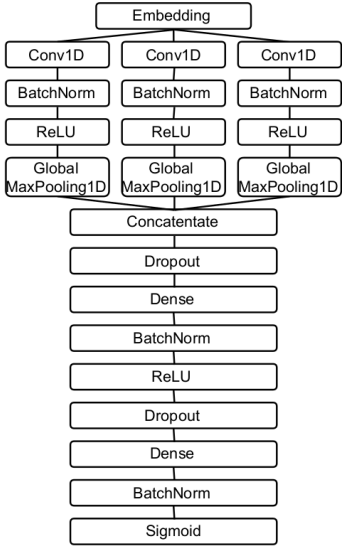 Embedding
Conv1D Conv1D Conv1D
BatchNorm BatchNorm BatchNorm
ReLU ReLU ReLU
Global Global Global
MaxPooling1D MaxPooling1D MaxPooling1D
Concatentate
Dropout
Dense
BatchNorm
ReLU
Dropout
Dense
BatchNorm
Sigmoid